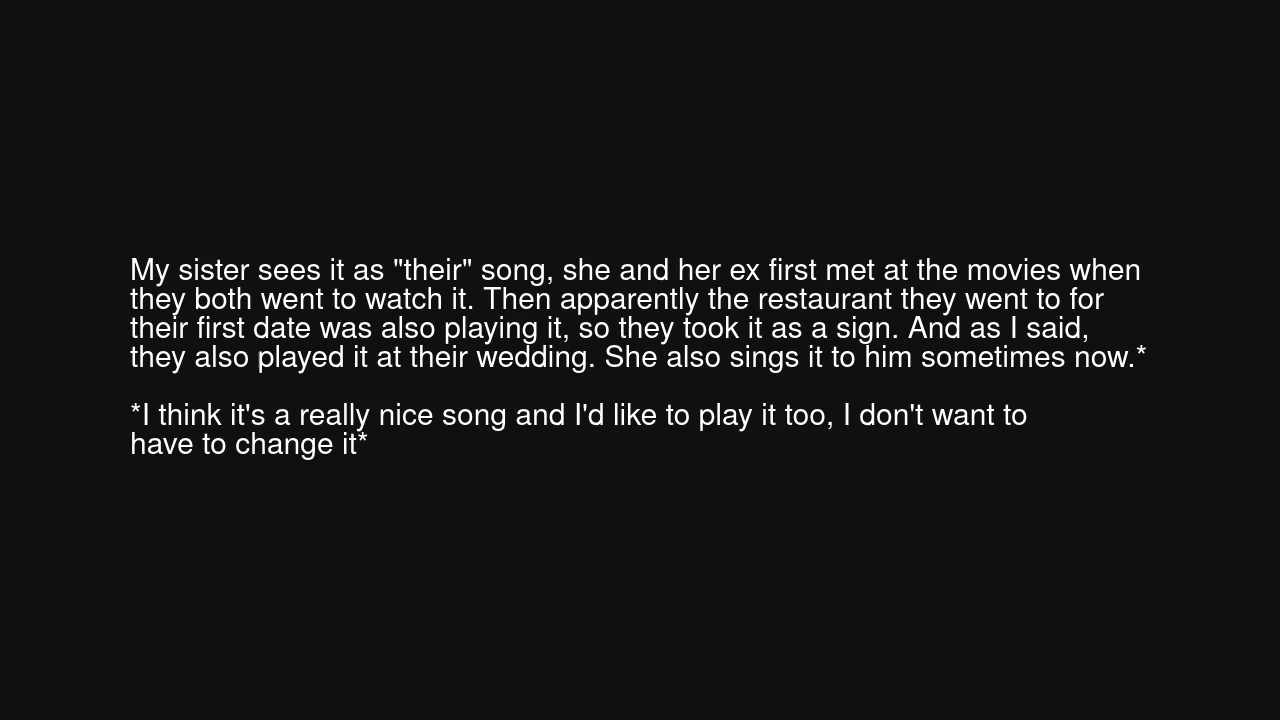 My sister sees it as "their" song, she and her ex first met at the movies when
they both went to watch it. Then apparently the restaurant they went to for
their first date was also playing it, so they took it as a sign. And as I said,
they also played it at their wedding. She also sings it to him sometimes now.*
*I think it's a really nice song and I'd like to play it too, I don't want to
have to change it*